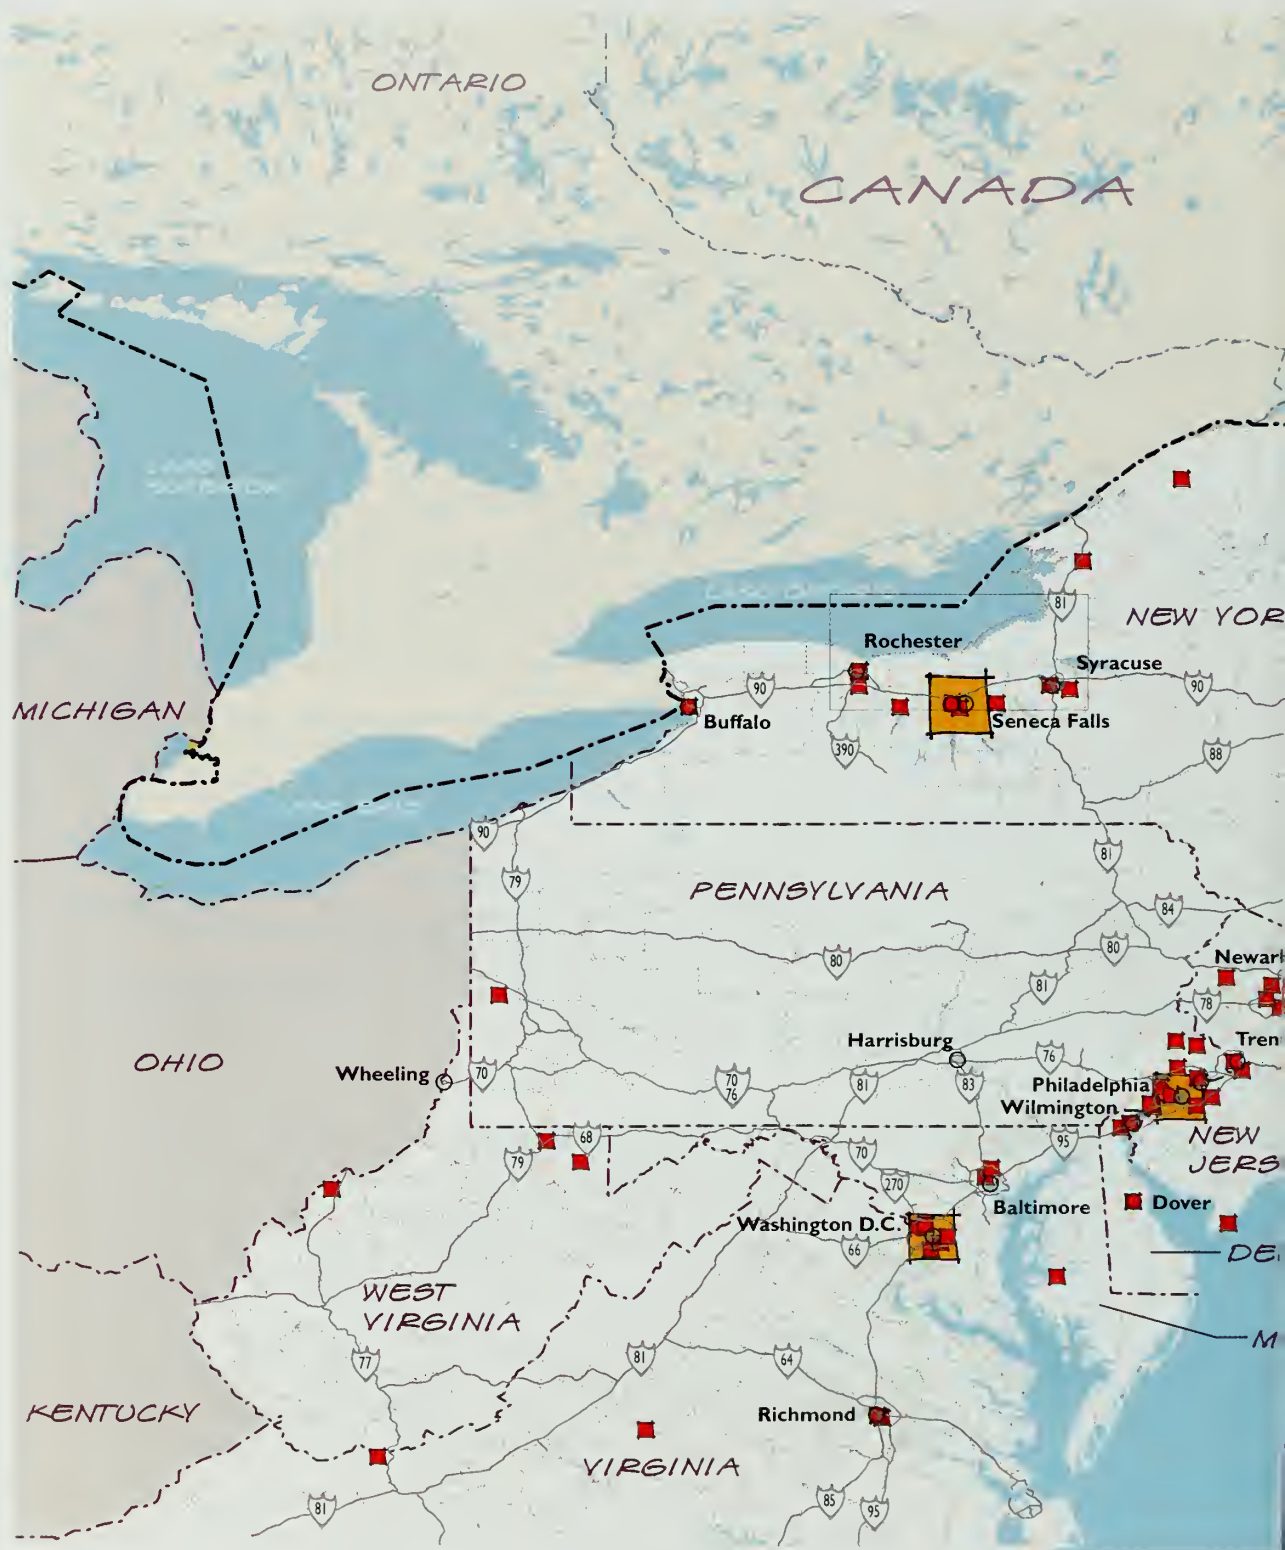 ONTARIO
CANADA
81
NEW YOR
Rochester
Syracuse
90
90
MICHIGAN
Buffalo
Seneca Falls
390
88
90
81
79
PENNSYLVANIA
84
80
80
Newar
81
78
OHIO
Harrisburg
Tren
76
Wheeling
70
70
76
81
83
Philadelphia
Wilmington
68
95
NEW
JERS
79
70
270
Baltimore
Dover
Washington D.C.
66
DE
WEST
VIRGINIA
M
77
81
64
KENTUCKY
Richmond
VIRGINIA
81
85
95